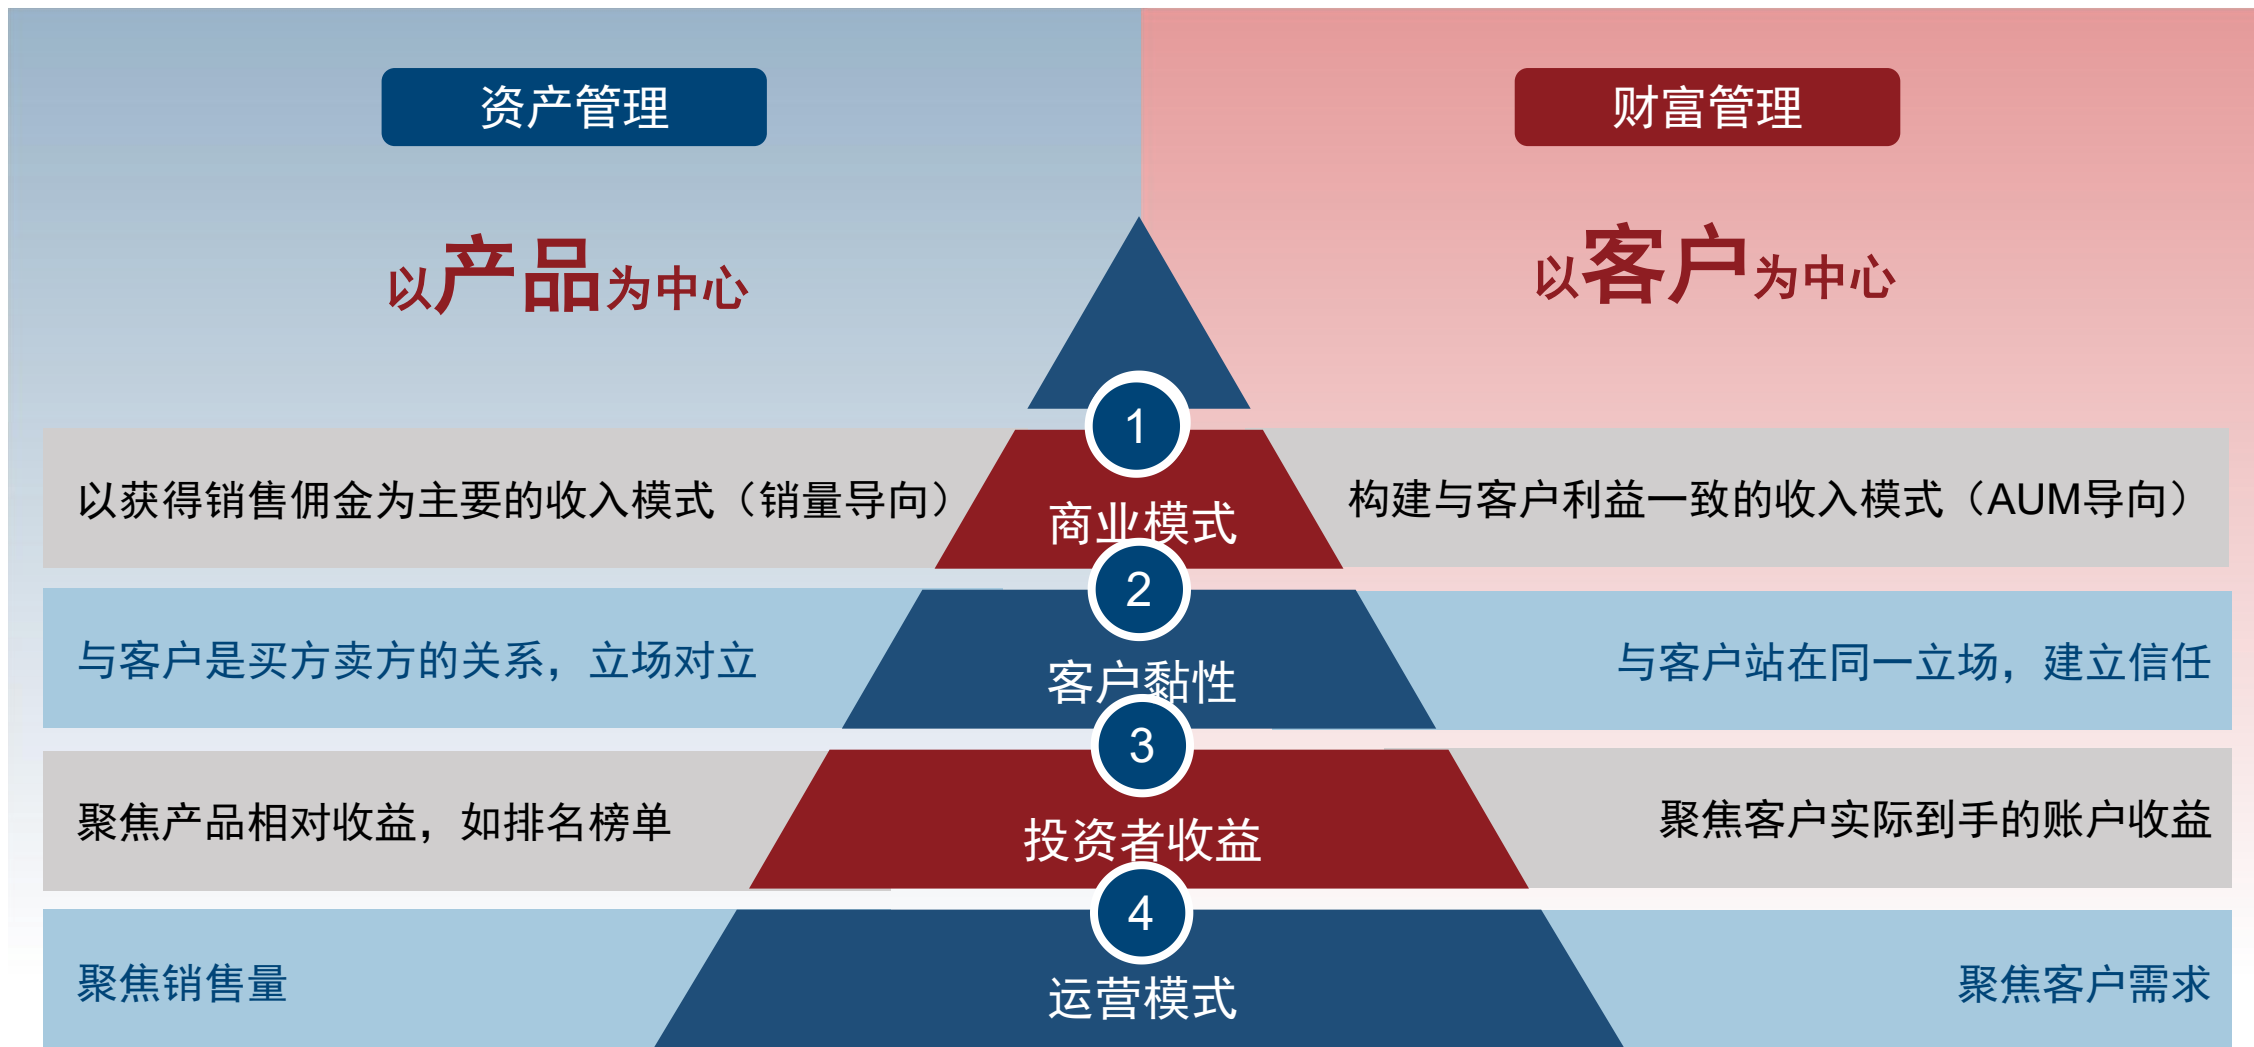 资产管理
财富管理
以产品为中心
以客户为中心
1
以获得销售佣金为主要的收入模式（销量导向）
商业模式
构建与客户利益一致的收入模式（AUM导向）
2
与客户是买方卖方的关系，立场对立
客户黏性
与客户站在同一立场，建立信任
3
聚焦产品相对收益，如排名榜单
投资者收益
聚焦客户实际到手的账户收益
4
聚焦销售量
运营模式
聚焦客户需求